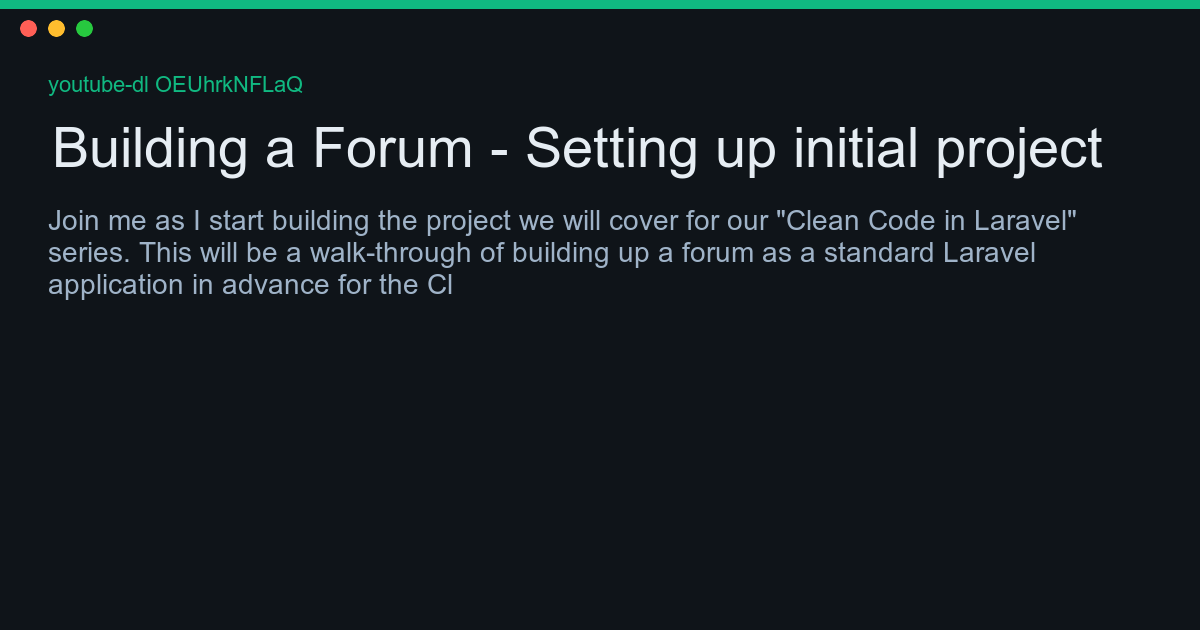 youtube-dl OEUhrkNFLaQ
Building a Forum - Setting up initial project
Join me as I start building the project we will cover for our "Clean Code in Laravel"
series. This will be a walk-through of building up a forum as a standard Laravel
application in advance for the Cl